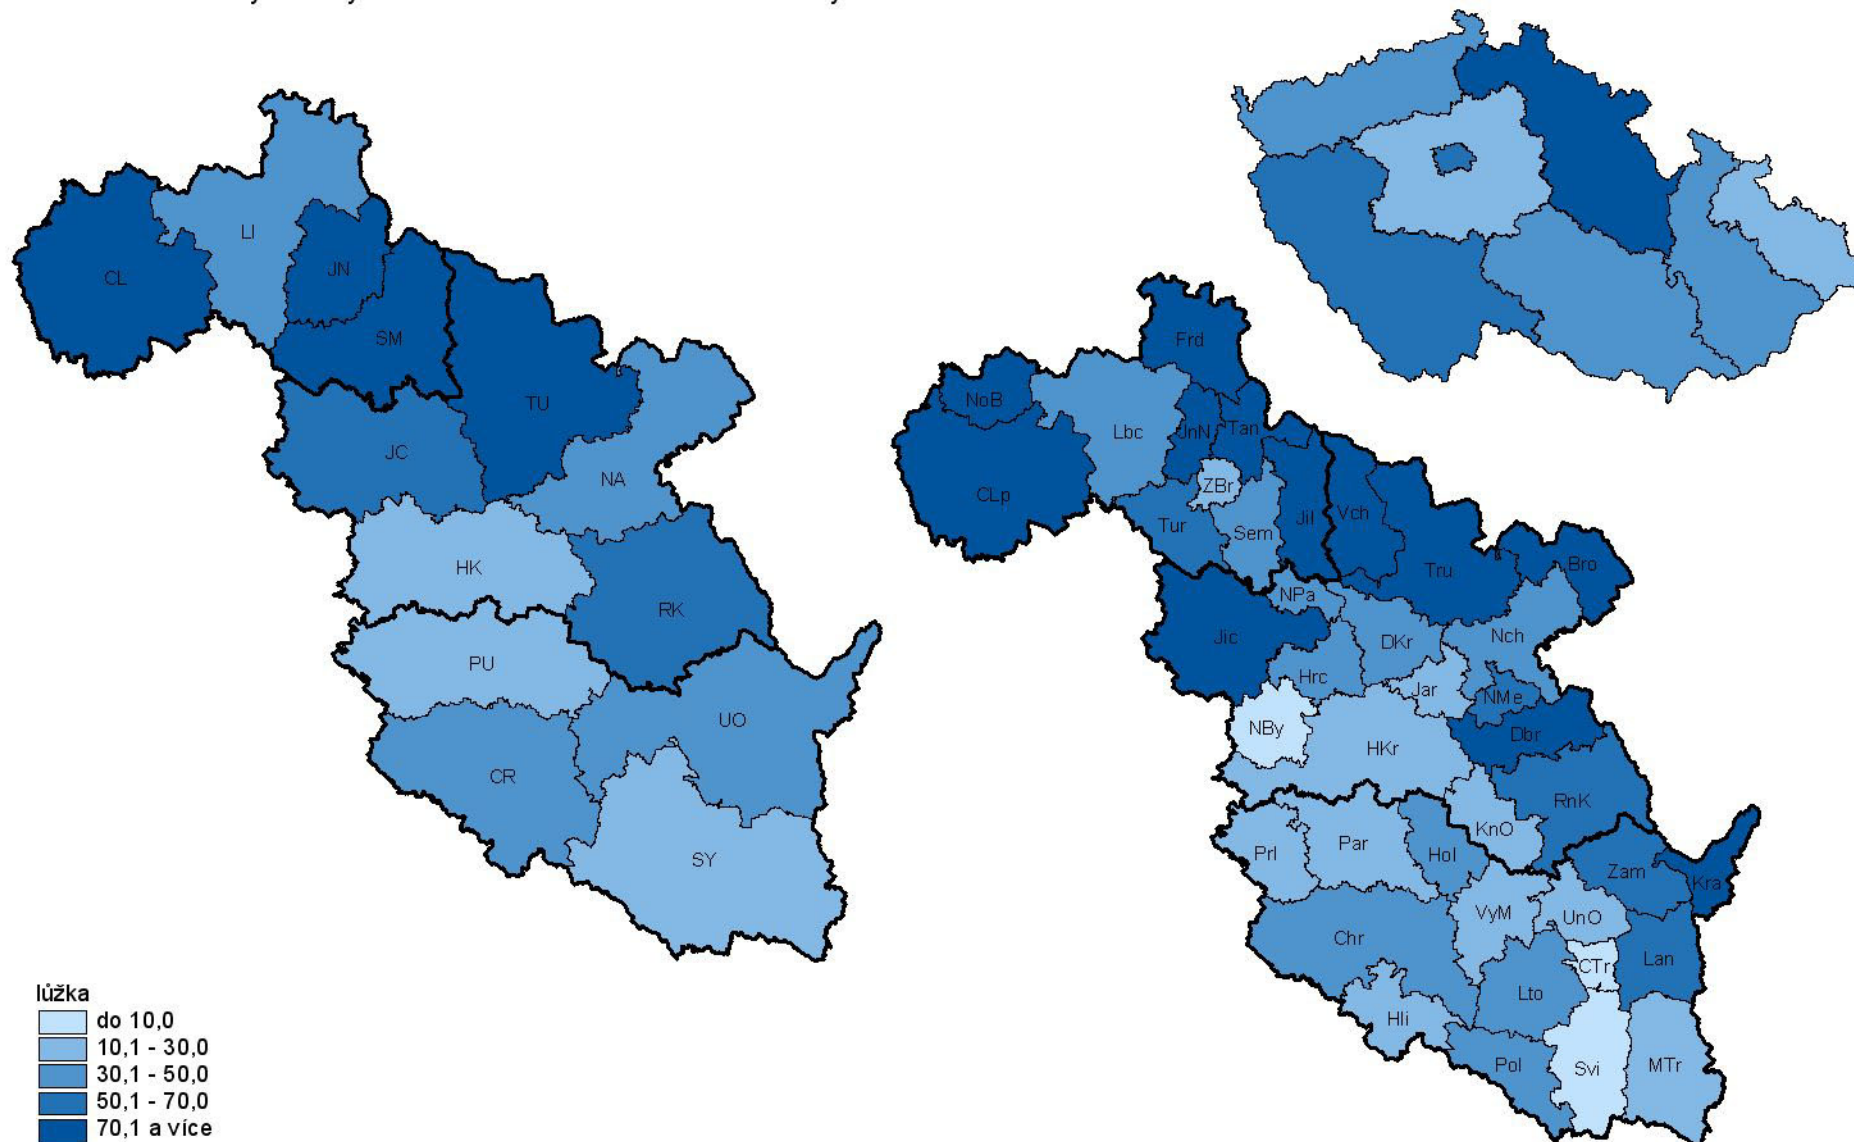 LI
CL
JN
SM
TU
JC
NA
HK
RK
PU
UO
CR
SY
Frd
NoB
Lbc
JnN
Tan
CLp
ZBr
Tur
Sem
Jil
Vch
Tru
Bro
NPa
Jic
DKr
Nch
Hrc
Jar
NMe
NBy
HKr
Dbr
RnK
KnO
Prl
Par
Hol
Zam
Kra
VyM
UnO
Chr
CTr
Lan
Lto
Hli
Pol
Svi
MTr
lůžka
do 10,0
10,1 - 30,0
30,1 - 50,0
50,1 - 70,0
70,1 a více